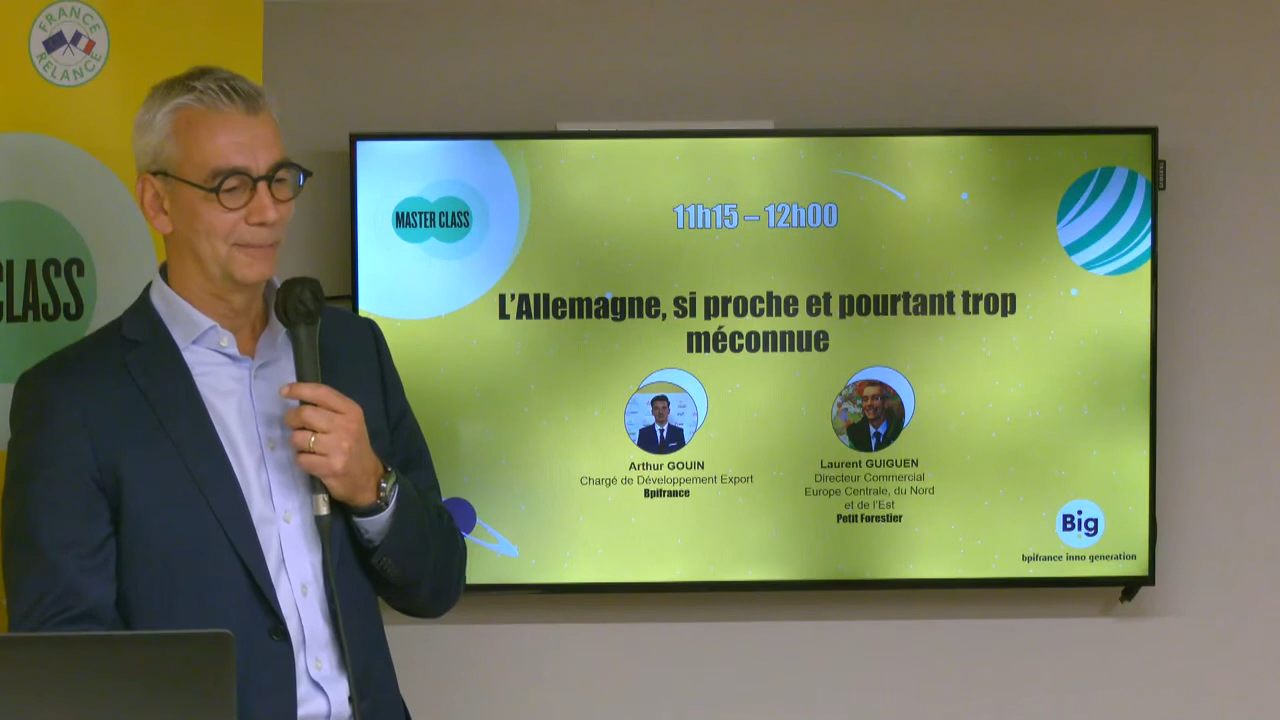 FRANCE
RELANCE
CLASS
MASTER CLASS
11h15 – 12h00
L'Allemagne, si proche et pourtant trop
méconnue
Arthur GOUIN
Chargé de Développement Export
Bpifrance
Laurent GUIGUEN
Directeur Commercial
Europe Centrale, du Nord
et de l'Est
Petit Forestier
Big
bpifrance inno generation